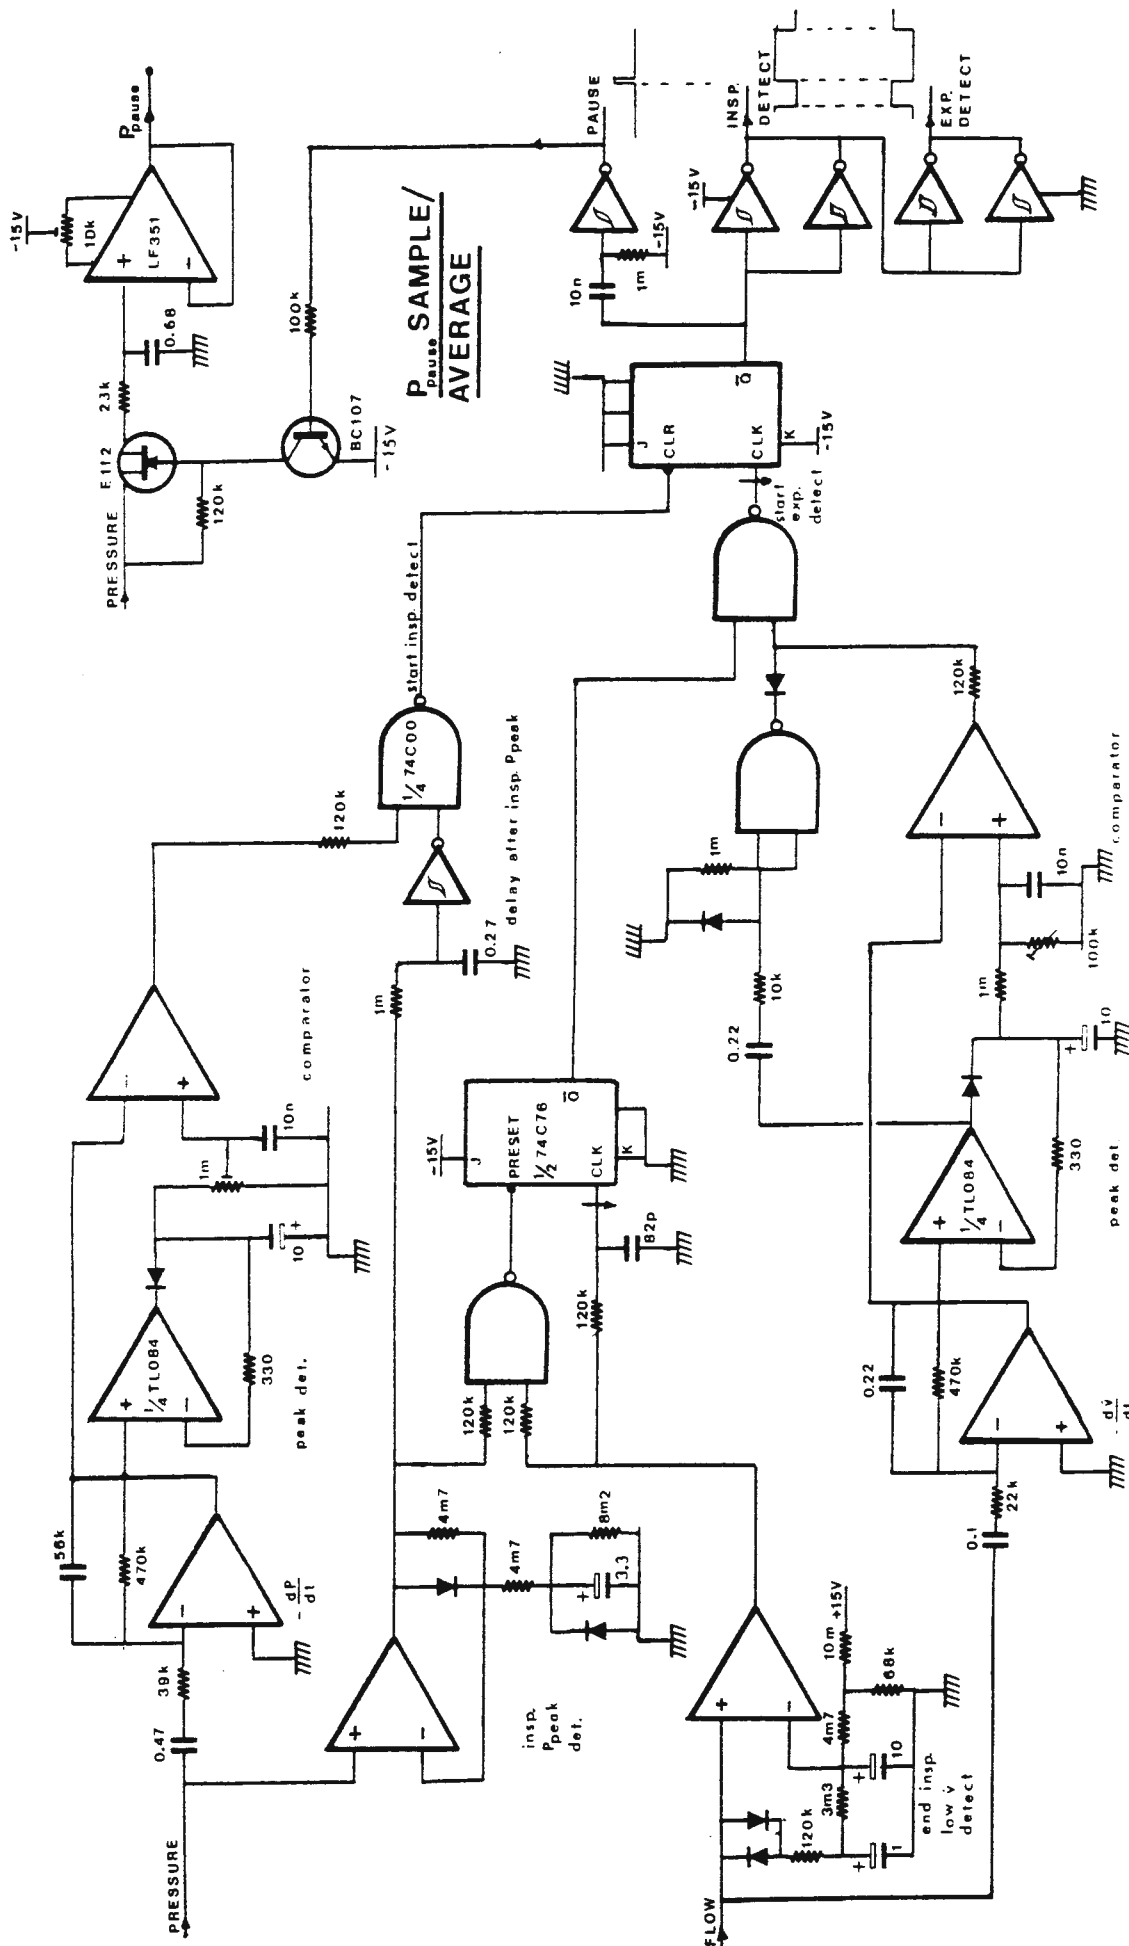 -15V
10k
+
LF351
-
P pause
0.68
23k
E112
PRESSURE
120k
BC107
-15V
100k
P pause SAMPLE/
AVERAGE
PAUSE
10n
1m
-15V
-15V
INSP.
DETECT
EXP.
DETECT
J
CLR
Q
CLK
K
-15V
start
exp.
detect
start insp. detect
1/4 74C00
120k
delay after insp. Ppeak
1m
0.27
comparator
-
+
10n
1m
10 +
1/4 TL084
+
-
330
peak det.
56k
470k
-
+
- dP/dt
39k
0.47
PRESSURE
+
-
insp.
Ppeak
det.
4m7
4m7
+
3.3
8m2
120k
120k
120k
82p
-15V
J
PRESET
1/2 74C76
CLK
K
Q
1m
10k
0.22
120k
-
+
comparator
10n
100k
1m
+
10
1/4 TL084
+
-
330
peak det.
0.22
470k
-
+
- dv̇/dt
22k
0.1
10m +15V
68k
4m7
3m3
+
10
+
1
120k
+
-
end insp.
low v̇
detect
FLOW